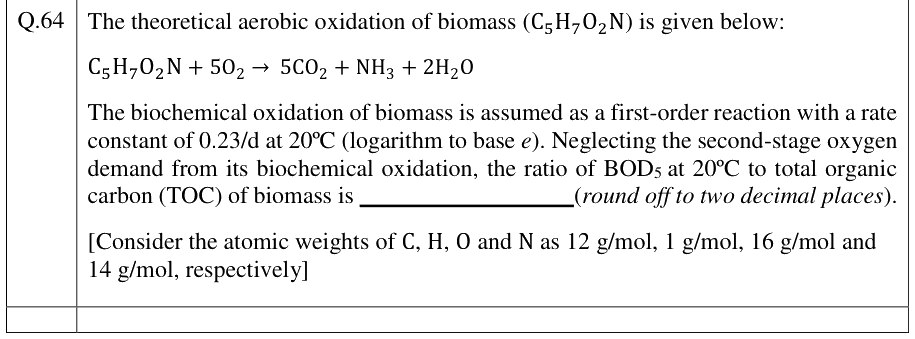 Q.64 The theoretical aerobic oxidation of biomass (C₅H₇O₂N) is given below:
C₅H₇O₂N + 5O₂ → 5CO₂ + NH₃ + 2H₂O
The biochemical oxidation of biomass is assumed as a first-order reaction with a rate
constant of 0.23/d at 20ºC (logarithm to base e). Neglecting the second-stage oxygen
demand from its biochemical oxidation, the ratio of BOD₅ at 20ºC to total organic
carbon (TOC) of biomass is ____________________(round off to two decimal places).
[Consider the atomic weights of C, H, O and N as 12 g/mol, 1 g/mol, 16 g/mol and
14 g/mol, respectively]